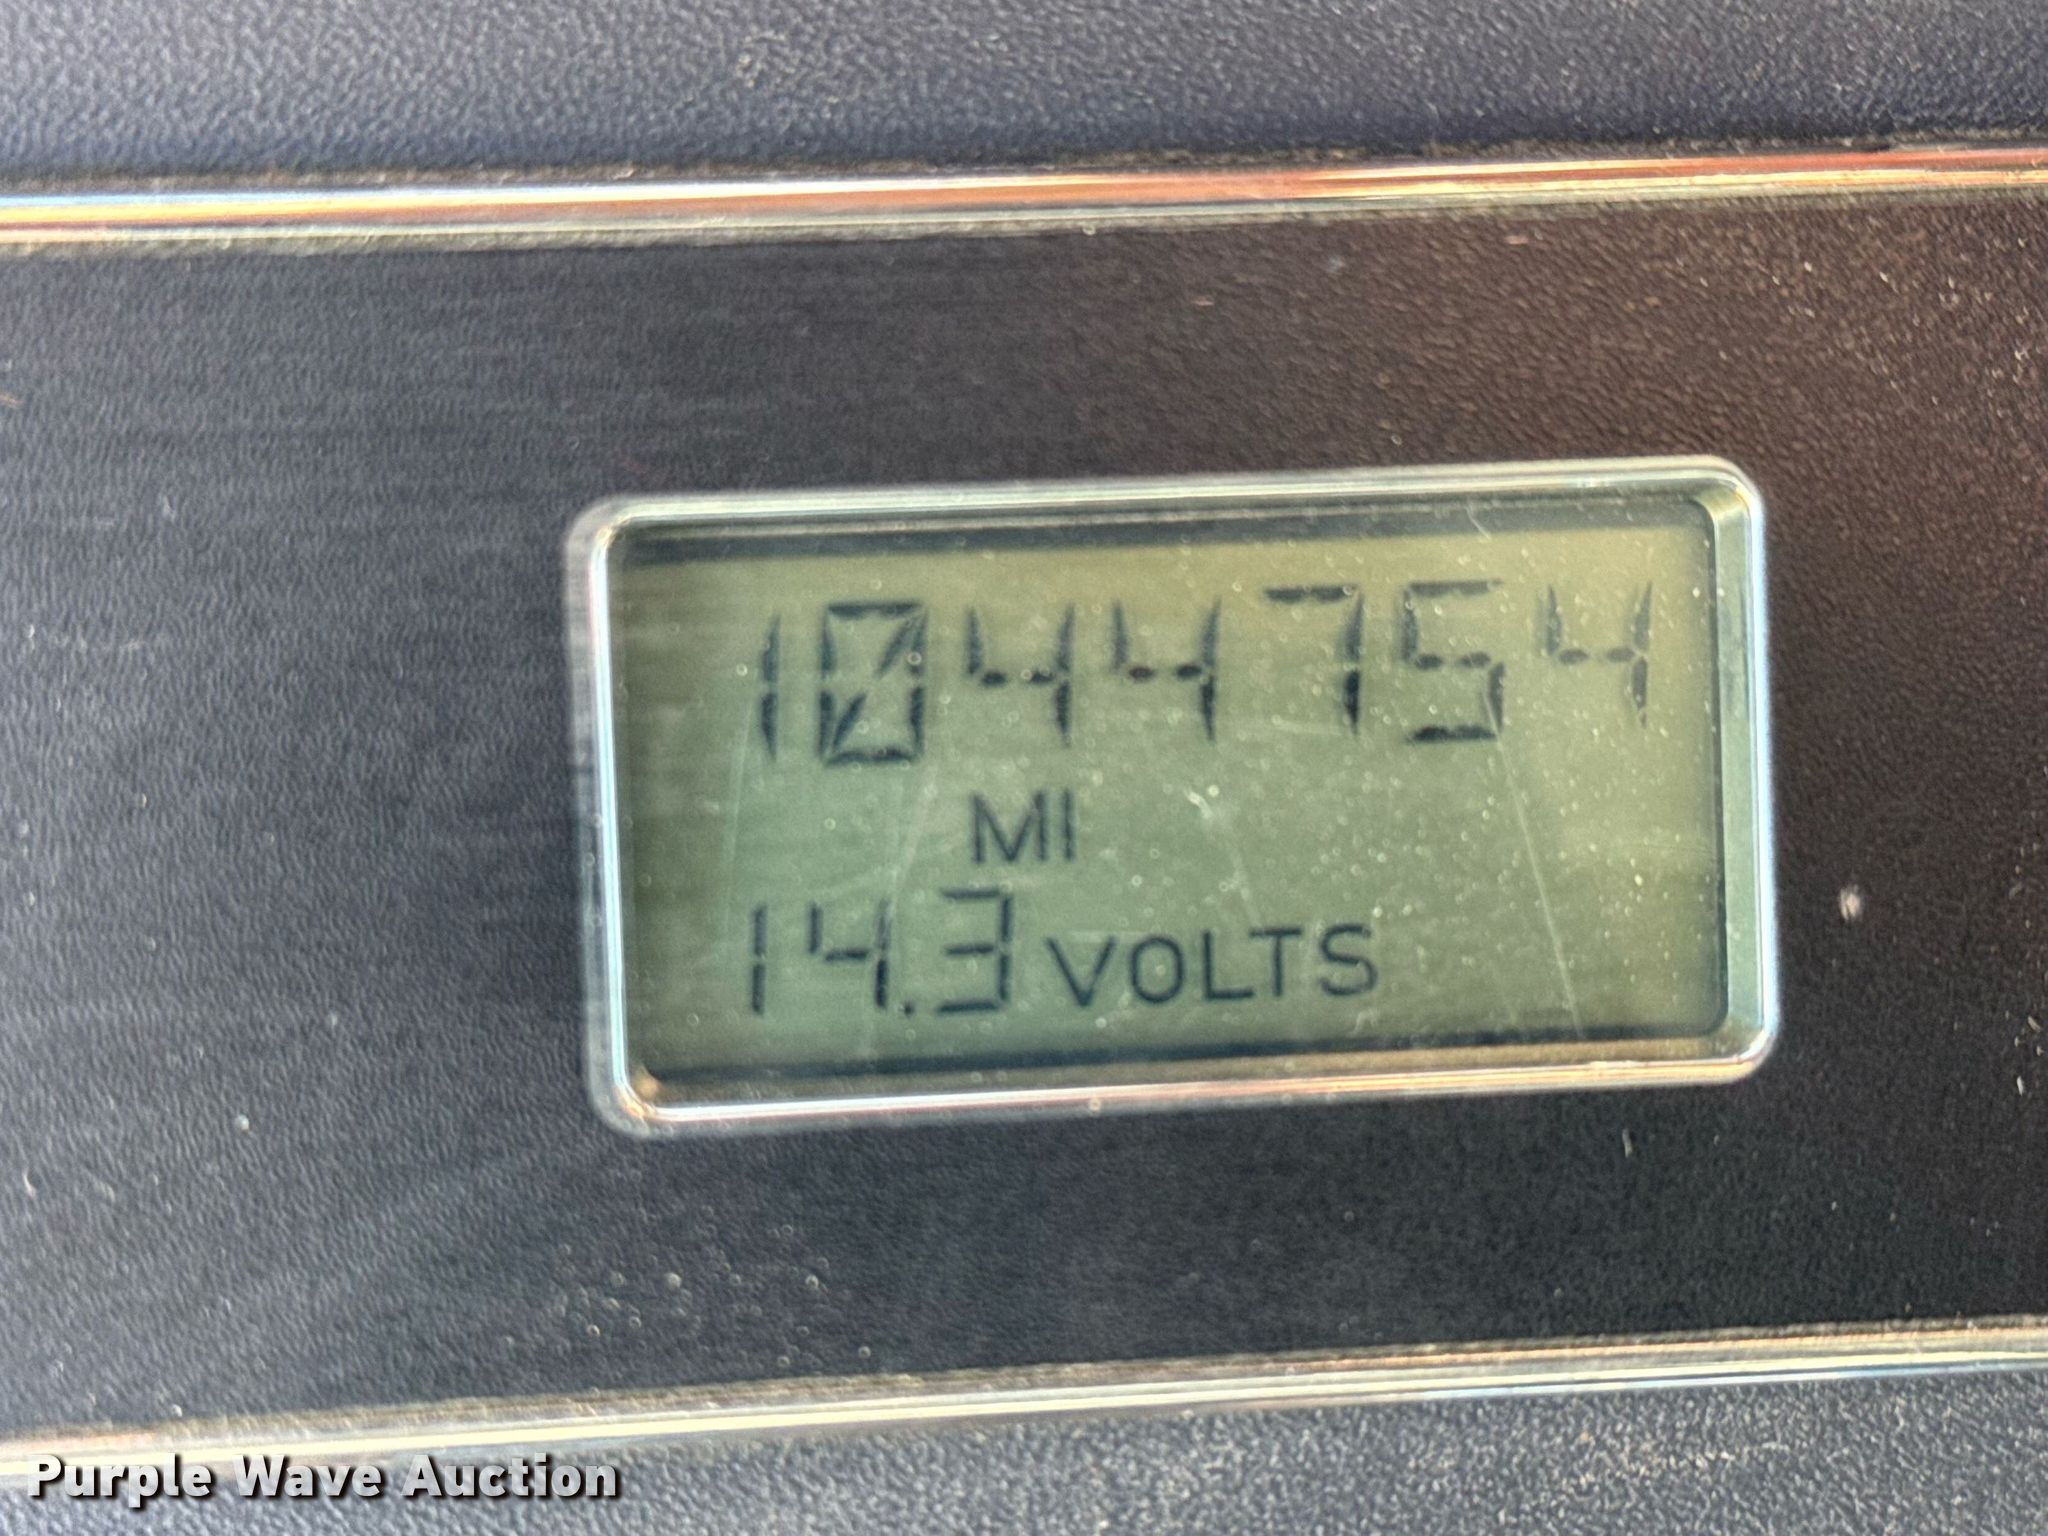 1044754
MI
14.3 VOLTS
Purple Wave Auction